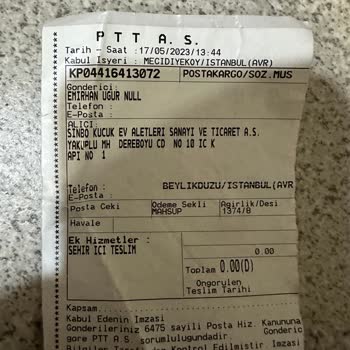 PTT A.S.
Tarih - Saat :17/05/2023/13:44
Kabul Isyeri : MECIDIYEKOY/ISTANBUL(AVR)
KP04416413072 POSTAKARGO/SOZ.MUS
Gonderici:
EMIRHAN UGUR NULL
Telefon :
E-Posta :
ALICI:
SINBO KUCUK EV ALETLERI SANAYI VE TICARET A.S.
YAKUPLU MH DEREBOYU CD NO 10 IC K
API NO 1
Telefon : BEYLIKDUZU/ISTANBUL(AVR
E-Posta :
Posta Ceki Odeme Sekli Agirlik/Desi
MAHSUP 1374/8
Havale
Ek Hizmetler :
SEHIR ICI TESLIM 0.00
Toplam 0.00(D)
Ongorulen
Teslim Tarihi
Kapsam
Kabul Edenin Imzasi
Gonderileriniz 6475 sayili Posta Hiz. Kanununa
gore PTT A.S. sorumlulugundadir. Gonderic